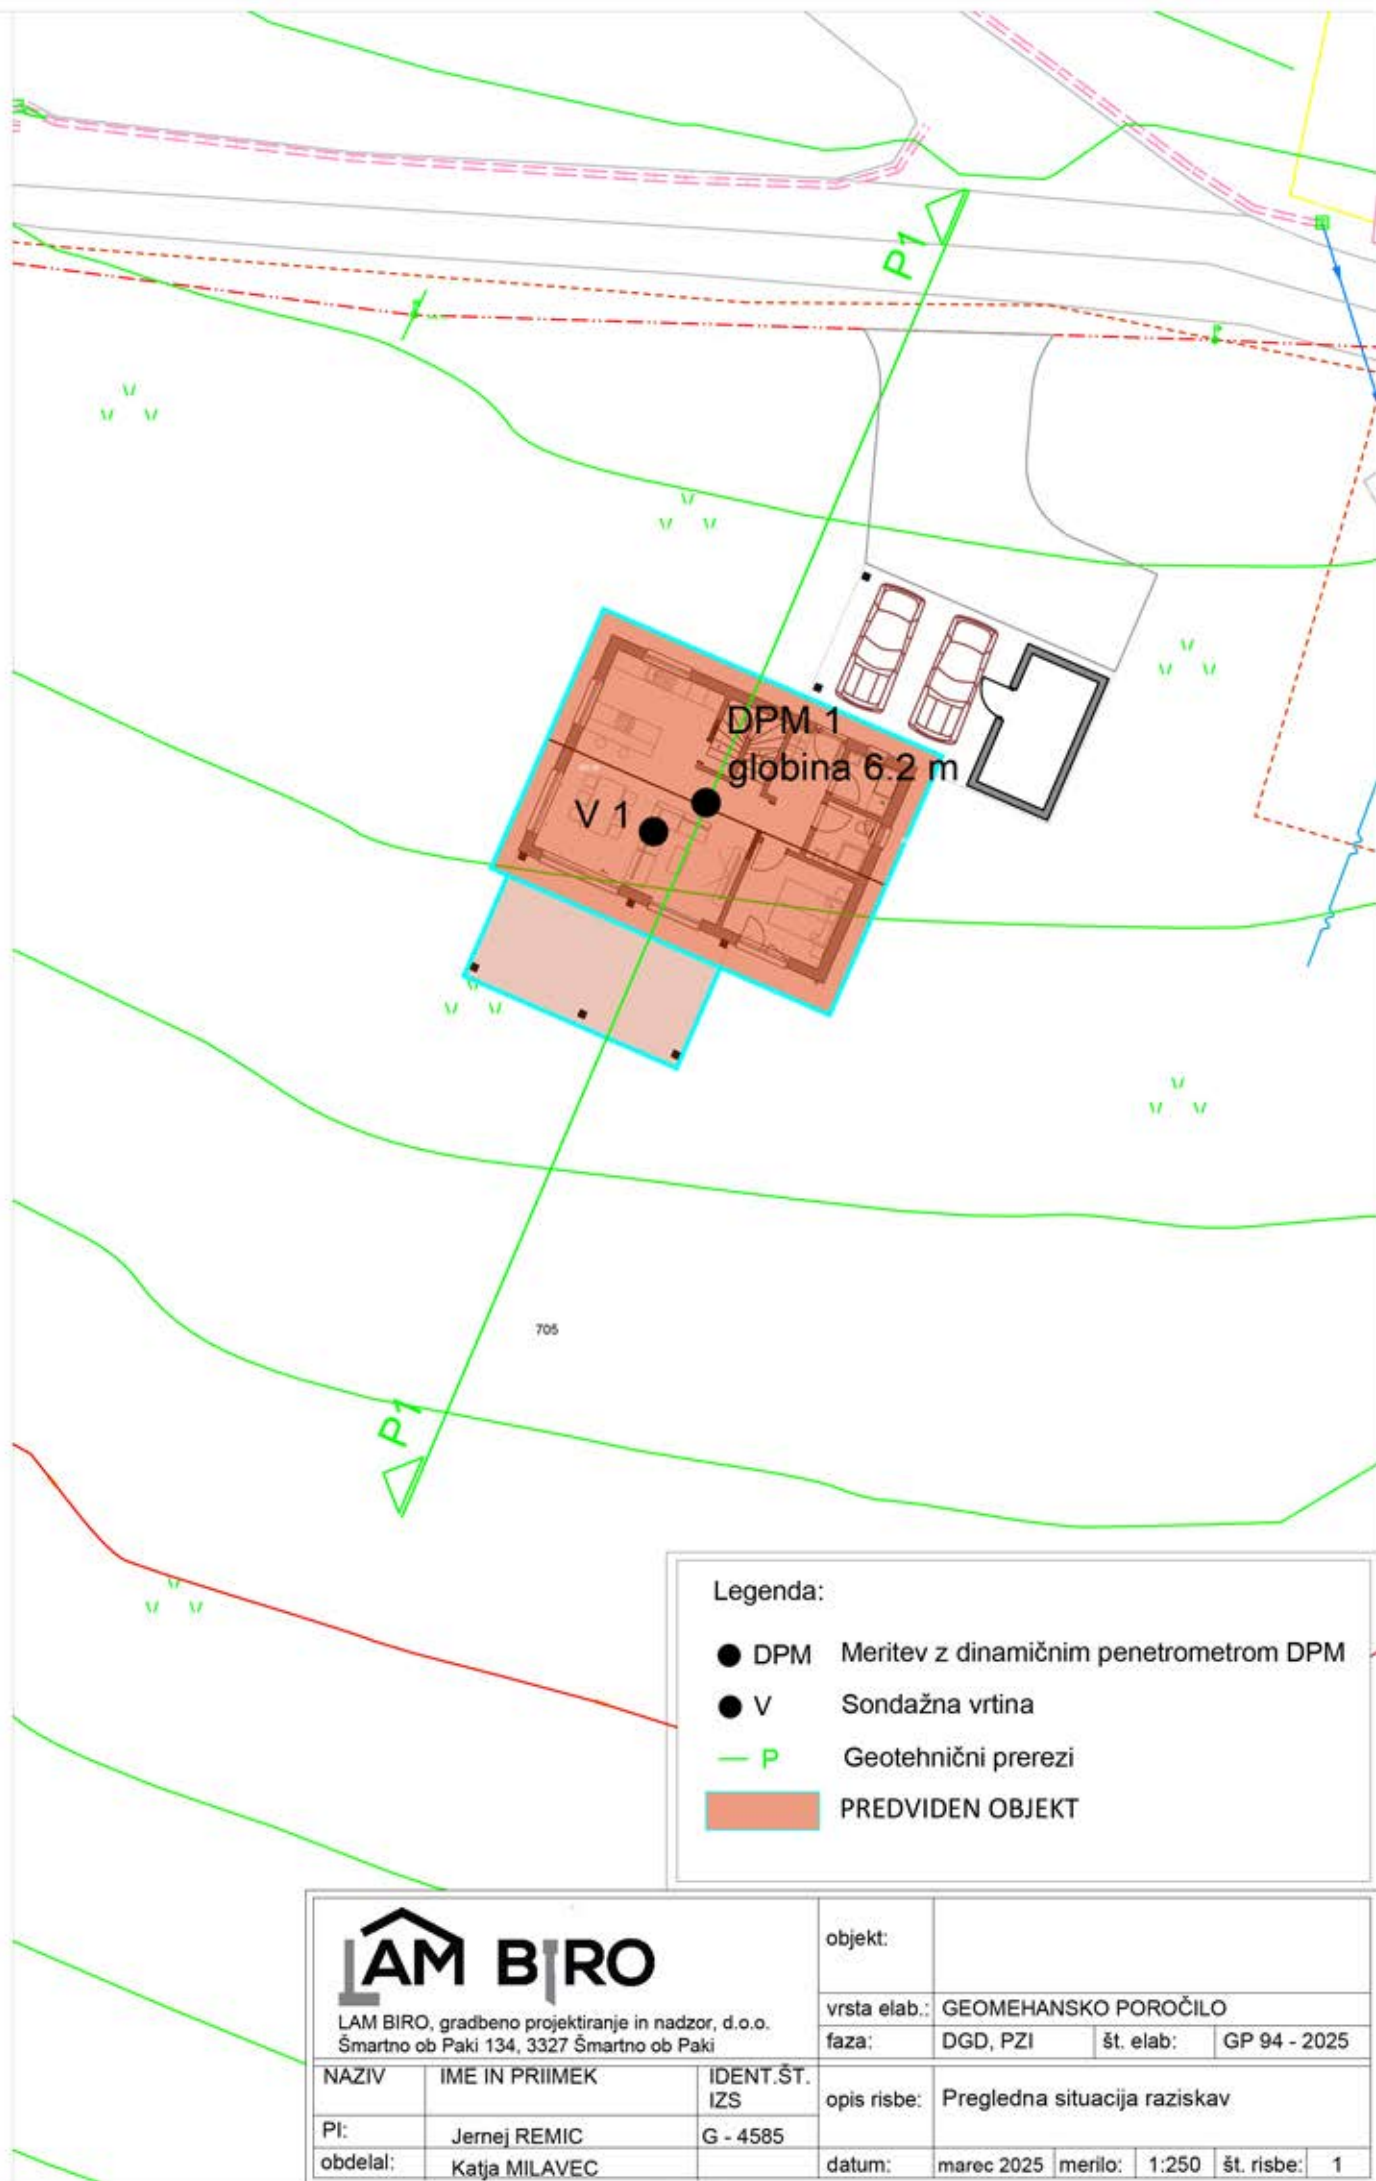 P1
DPM 1
globina 6.2 m
V 1
705
P1
Legenda:
DPM Meritev z dinamičnim penetrometrom DPM
V Sondažna vrtina
P Geotehnični prerezi
PREDVIDEN OBJEKT
LAM BIRO
LAM BIRO, gradbeno projektiranje in nadzor, d.o.o.
Šmartno ob Paki 134, 3327 Šmartno ob Paki
objekt:
vrsta elab.: GEOMEHANSKO POROČILO
faza: DGD, PZI št. elab: GP 94 - 2025
NAZIV IME IN PRIIMEK IDENT.ŠT.
IZS
PI: Jernej REMIC G - 4585
obdelal: Katja MILAVEC
opis risbe: Pregledna situacija raziskav
datum: marec 2025 merilo: 1:250 št. risbe: 1